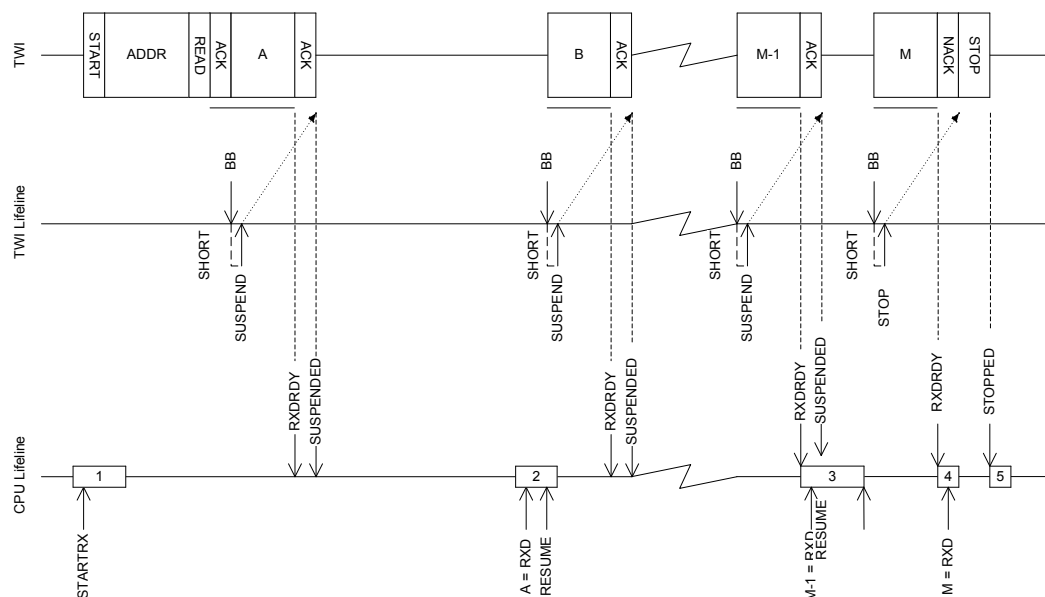 TWI
START
ADDR
READ
ACK
A
ACK
B
ACK
M-1
ACK
M
NACK
STOP
TWI Lifeline
BB
SHORT
SUSPEND
BB
SHORT
SUSPEND
BB
SHORT
SUSPEND
BB
SHORT
STOP
RXDRDY
SUSPENDED
RXDRDY
SUSPENDED
RXDRDY
SUSPENDED
RXDRDY
STOPPED
CPU Lifeline
1
2
3
4
5
STARTRX
A = RXD
RESUME
M-1 = RXD
RESUME
M = RXD